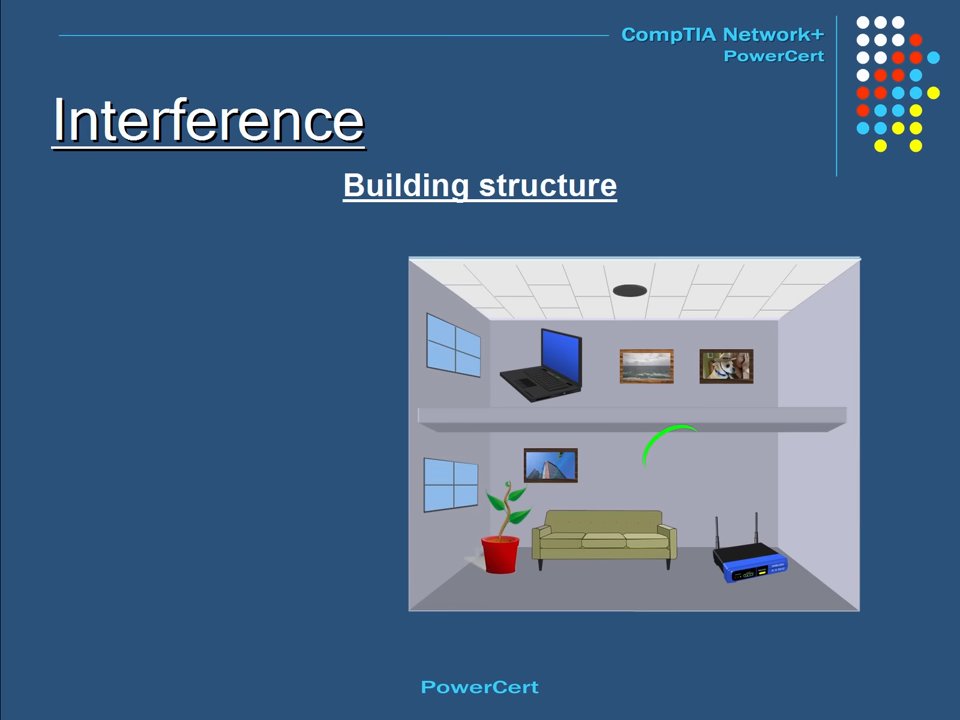 CompTIA Network+
PowerCert
Interference
Building structure
PowerCert